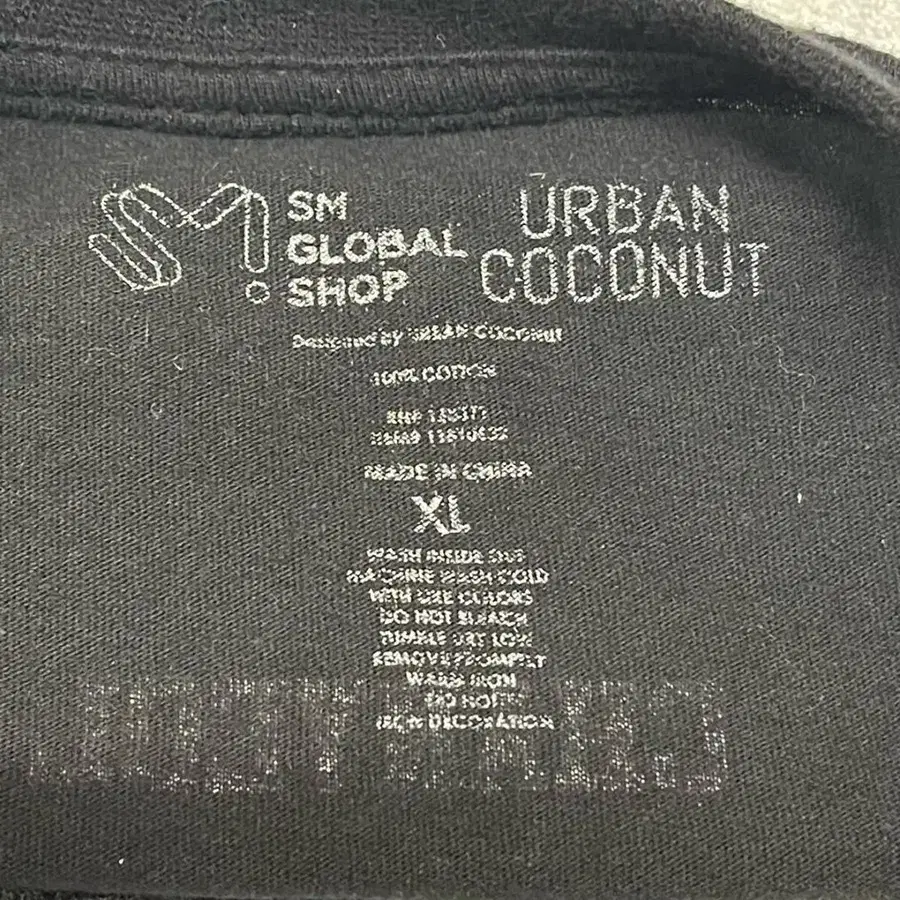 SM
GLOBAL
SHOP
URBAN
COCONUT
Designed by URBAN COCONUT
100% COTTON
MADE IN CHINA
XL
WASH INSIDE OUT
MACHINE WASH COLD
WITH LIKE COLORS
DO NOT BLEACH
TUMBLE DRY LOW
REMOVE PROMPTLY
WARM IRON
DO NOT
IRON DECORATION